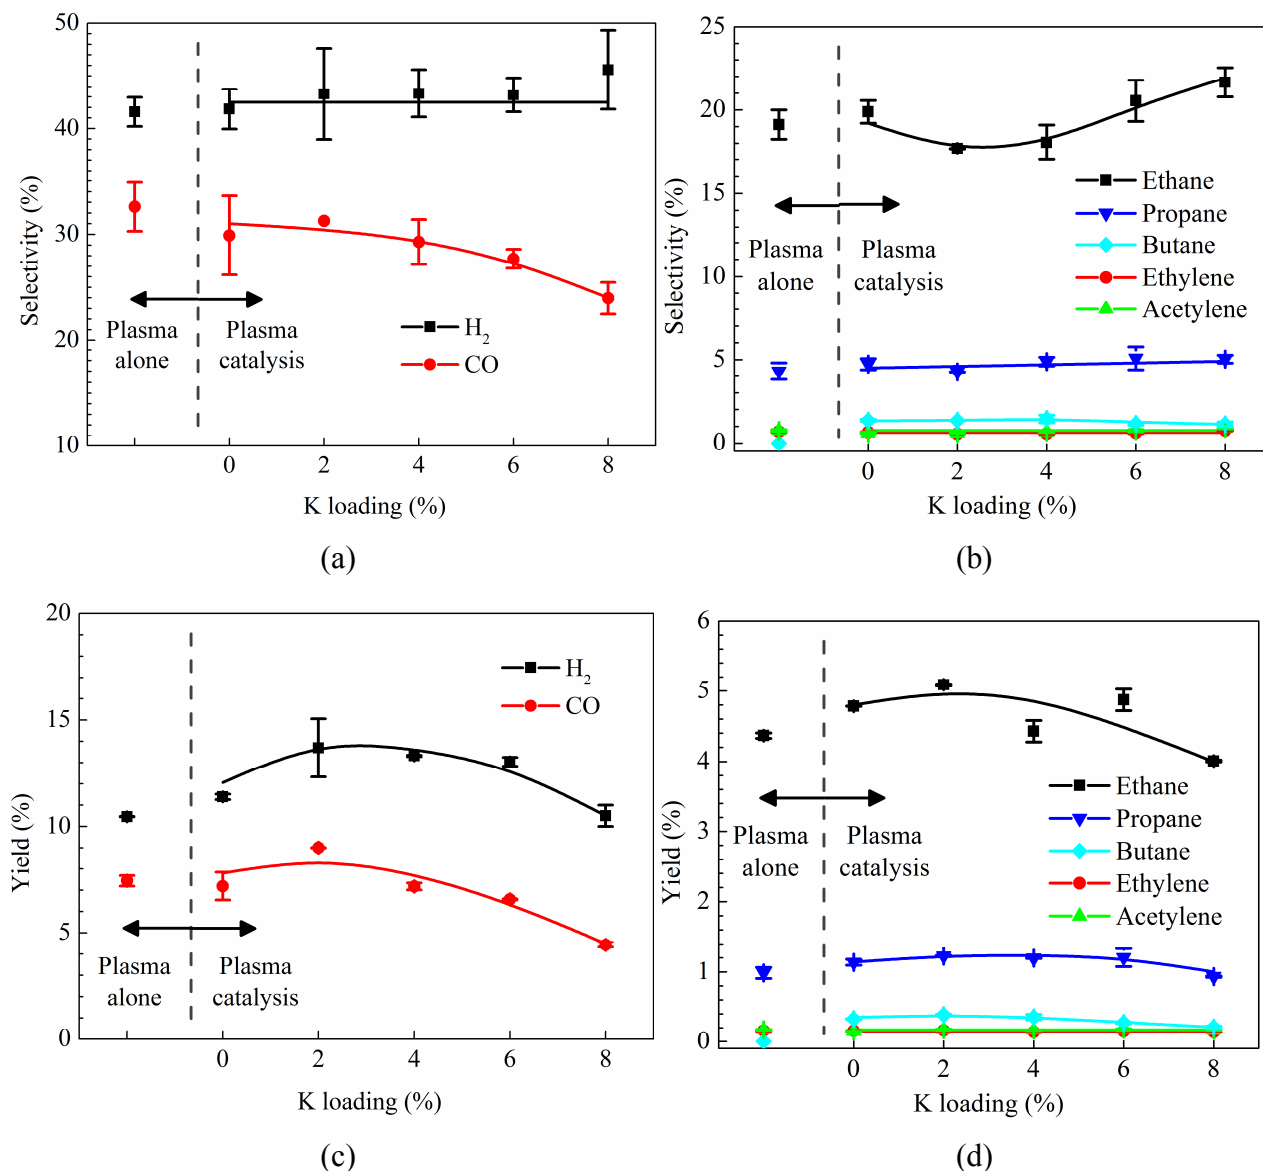 50
40
30
20
10
Selectivity (%)
Plasma
alone
Plasma
catalysis
H2
CO
0 2 4 6 8
K loading (%)
(a)
25
20
15
10
5
0
Selectivity (%)
Plasma
alone
Plasma
catalysis
Ethane
Propane
Butane
Ethylene
Acetylene
0 2 4 6 8
K loading (%)
(b)
20
15
10
5
0
Yield (%)
H2
CO
Plasma
alone
Plasma
catalysis
0 2 4 6 8
K loading (%)
(c)
6
5
4
3
2
1
0
Yield (%)
Plasma
alone
Plasma
catalysis
Ethane
Propane
Butane
Ethylene
Acetylene
0 2 4 6 8
K loading (%)
(d)